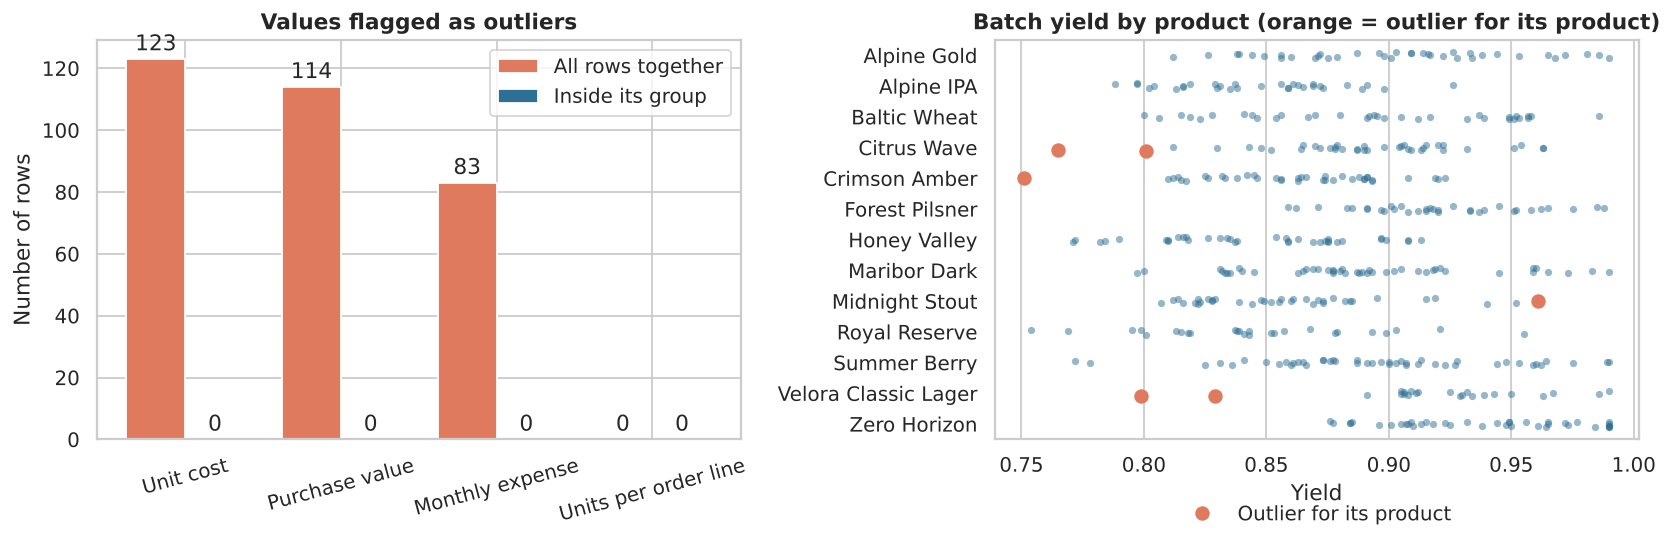 Values flagged as outliers
Number of rows
120
100
80
60
40
20
0
123
0
114
0
83
0
0
0
All rows together
Inside its group
Unit cost
Purchase value
Monthly expense
Units per order line
Batch yield by product (orange = outlier for its product)
Alpine Gold
Alpine IPA
Baltic Wheat
Citrus Wave
Crimson Amber
Forest Pilsner
Honey Valley
Maribor Dark
Midnight Stout
Royal Reserve
Summer Berry
Velora Classic Lager
Zero Horizon
0.75 0.80 0.85 0.90 0.95 1.00
Yield
Outlier for its product